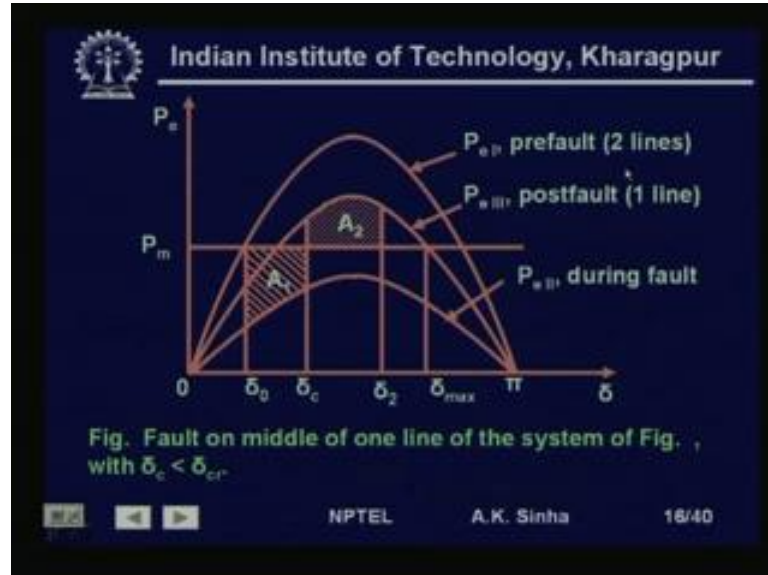 Indian Institute of Technology, Kharagpur
Pe
Pe I, prefault (2 lines)
Pe III, postfault (1 line)
A2
Pm
Pe II, during fault
A1
0 δ0 δc δ2 δmax π δ
Fig. Fault on middle of one line of the system of Fig. ,
with δc < δcr.
NPTEL A.K. Sinha 16/40